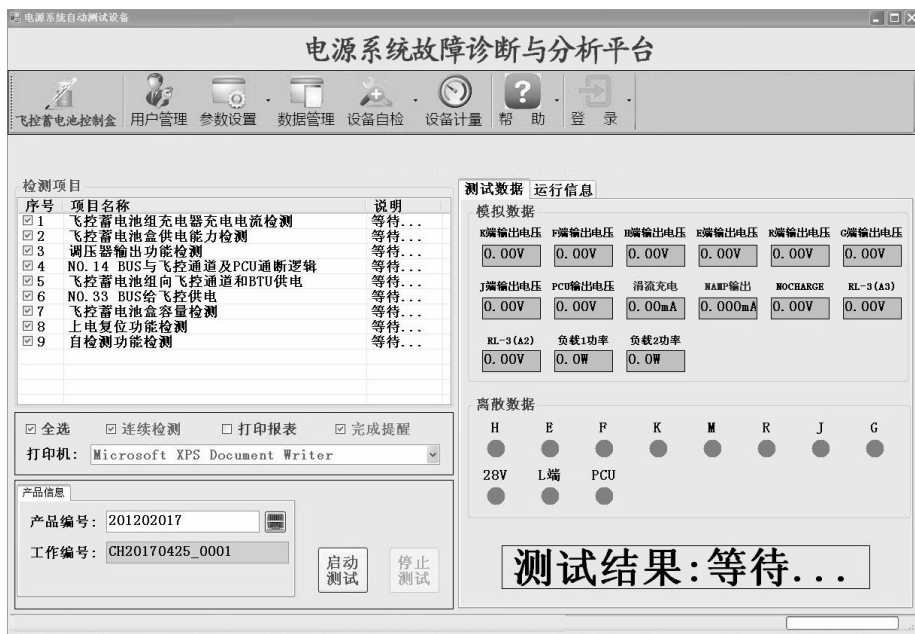 电源系统自动测试设备
电源系统故障诊断与分析平台
飞控蓄电池控制盒 用户管理 参数设置 数据管理 设备自检 设备计量 帮 助 登 录
检测项目
序号 项目名称 说明
1 飞控蓄电池组充电器充电电流检测 等待...
2 飞控蓄电池盒供电能力检测 等待...
3 调压器输出功能检测 等待...
4 NO.14 BUS与飞控通道及PCU通断逻辑 等待...
5 飞控蓄电池组向飞控通道和BTU供电 等待...
6 NO.33 BUS给飞控供电 等待...
7 飞控蓄电池盒容量检测 等待...
8 上电复位功能检测 等待...
9 自检测功能检测 等待...
全选 连续检测 打印报表 完成提醒
打印机: Microsoft XPS Document Writer
产品信息
产品编号: 201202017
工作编号: CH20170425_0001
启动测试 停止测试
测试数据 运行信息
模拟数据
K端输出电压 F端输出电压 H端输出电压 E端输出电压 R端输出电压 G端输出电压
0.00V 0.00V 0.00V 0.00V 0.00V 0.00V
J端输出电压 PCU输出电压 涓流充电 NAMP输出 NOCHARGE RL-3(A3)
0.00V 0.00V 0.00mA 0.000mA 0.00V 0.00V
RL-3(A2) 负载1功率 负载2功率
0.00V 0.0W 0.0W
离散数据
H E F K M R J G
28V L端 PCU
测试结果:等待...